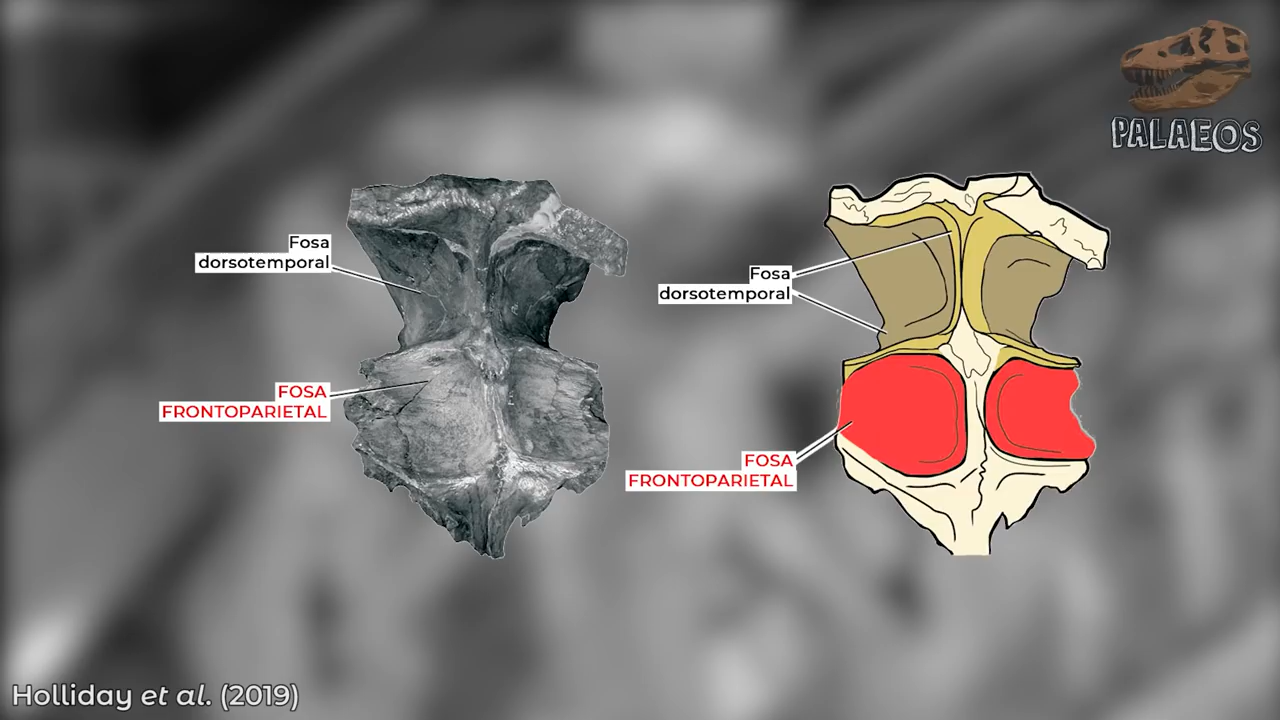 PALAEOS
Fosa
dorsotemporal
FOSA
FRONTOPARIETAL
Fosa
dorsotemporal
FOSA
FRONTOPARIETAL
Holliday et al. (2019)